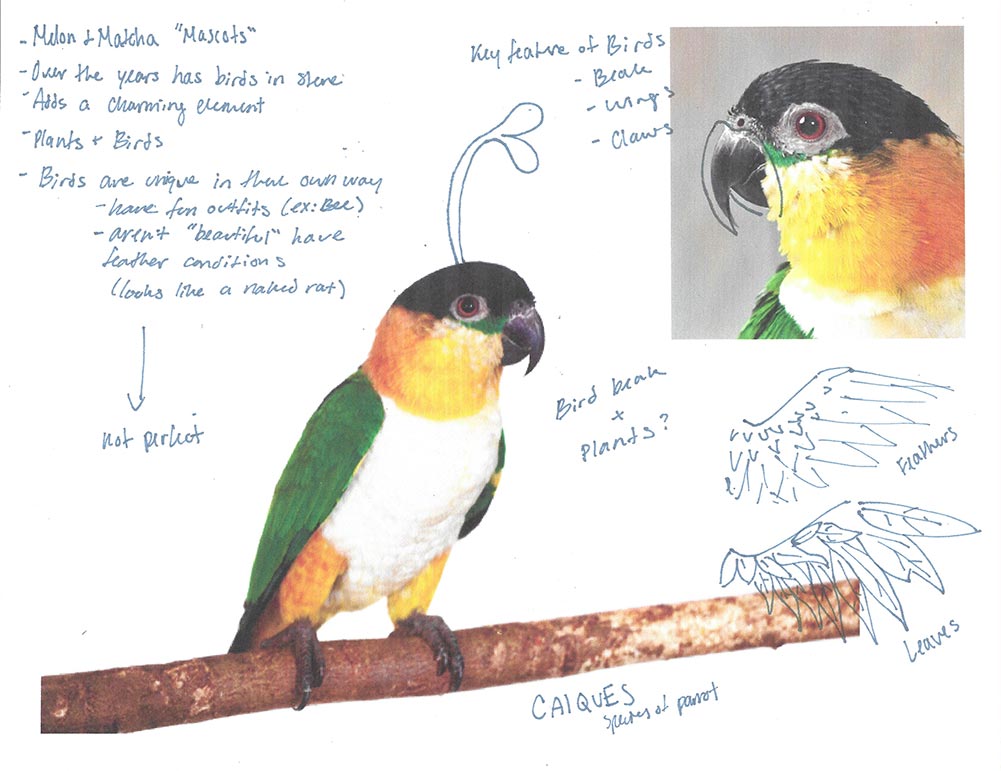 - Melon + Matcha "Mascots"
- Over the years has birds in store
- Adds a charming element
- Plants + Birds
- Birds are unique in their own way
- have fun outfits (ex: Bee)
- aren't "beautiful" have
feather conditions
(looks like a naked rat)
not perfect
Key feature of Birds
- Beak
- wings
- Claws
Bird beak
+
plants?
Feathers
Leaves
CAIQUES
Species of parrot